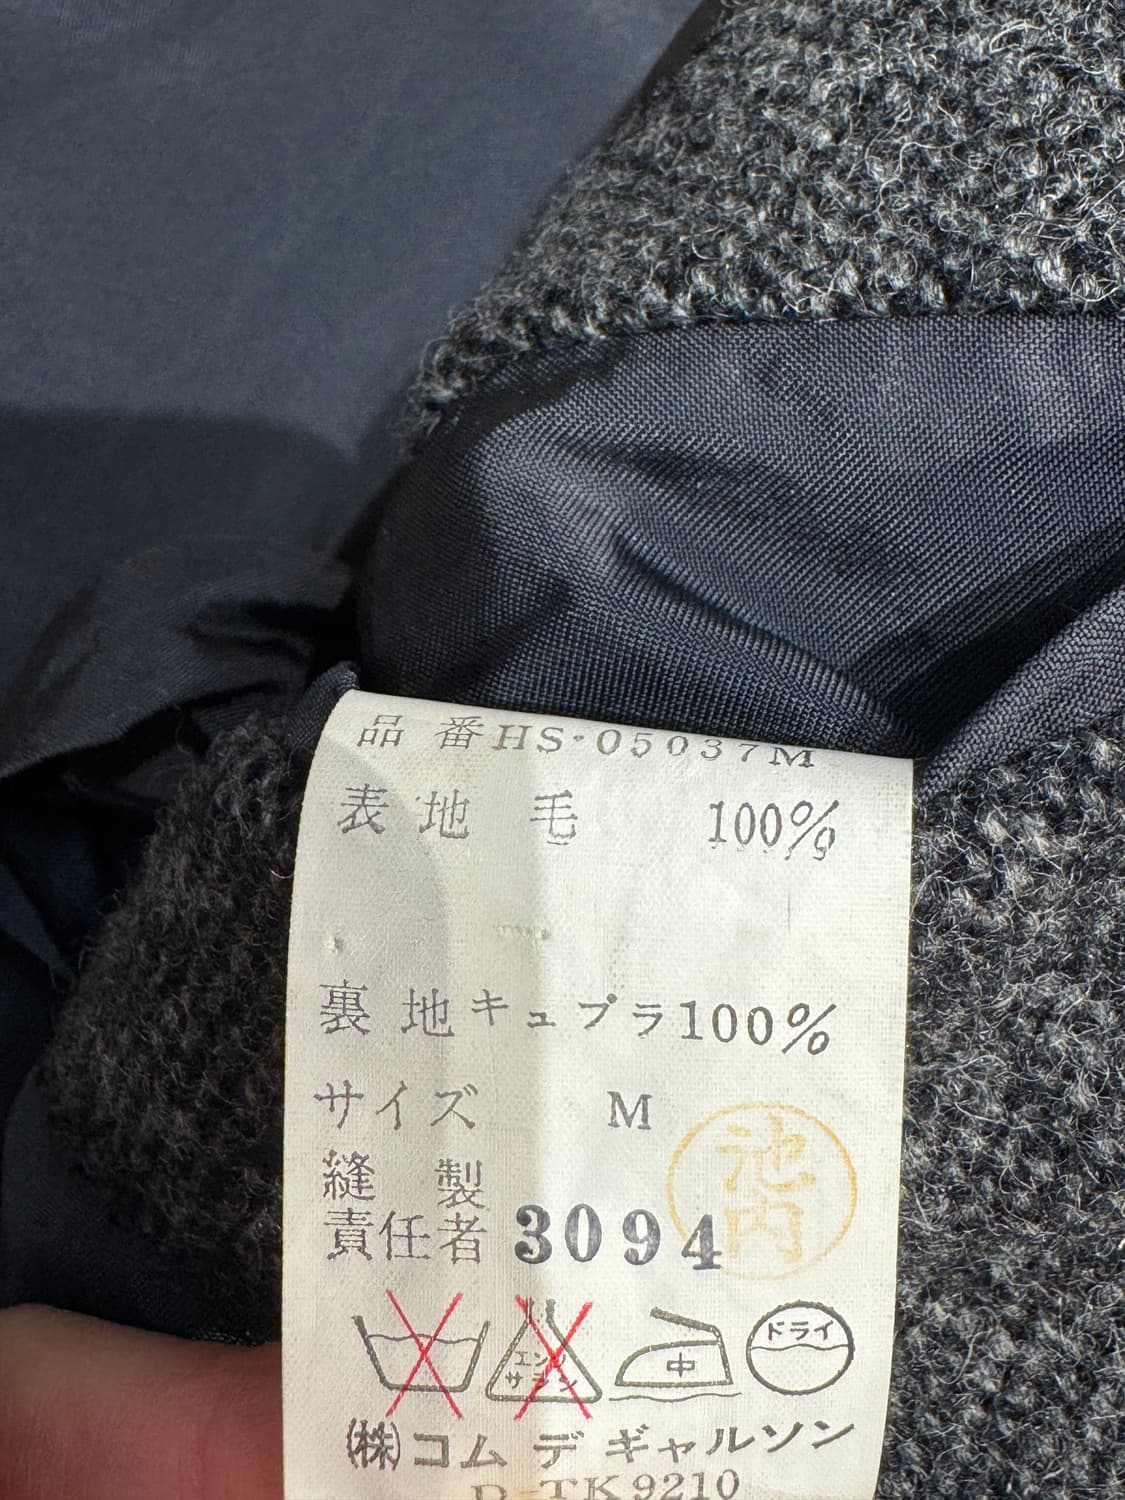 品 番 HS·05037M
表 地 毛 100%
裏 地 キュプラ 100%
サイズ M
縫 製
責任者 3094
池内
エンソ
サラシ
中
ドライ
㈱コム デ ギャルソン
D-TK9210